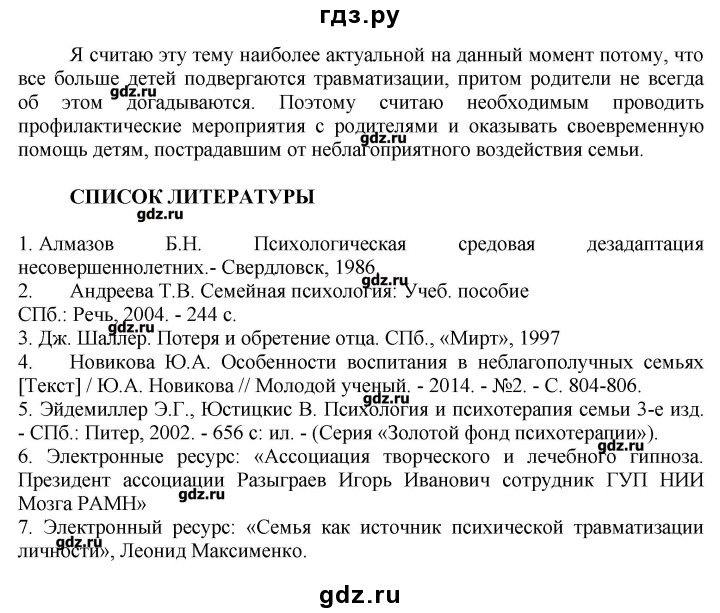 гдз.ру
Я считаю эту тему наиболее актуальной на данный момент потому, что
все больше детей подвергаются травматизации, притом родители не всегда
gdz.ru
об этом догадываются. Поэтому считаю необходимым проводить
профилактические мероприятия с родителями и оказывать своевременную
gdz.ru
помощь детям, пострадавшим от неблагоприятного воздействия семьи.
СПИСОК ЛИТЕРАТУРЫ
gdz.ru
1. Алмазов Б.Н. Психологическая средовая дезадаптация
несовершеннолетних.- Свердловск, 1986.
gdz.ru
2. Андреева Т.В. Семейная психология: Учеб. пособие
СПб.: Речь, 2004. - 244 с.
gdz.ru
3. Дж. Шаллер. Потеря и обретение отца. СПб., «Мирт», 1997
4. Новикова Ю.А. Особенности воспитания в неблагополучных семьях
[Текст] / Ю.А. Новикова // Молодой ученый. - 2014. - №2. - С. 804-806.
gdz.ru
5. Эйдемиллер Э.Г., Юстицкис В. Психология и психотерапия семьи 3-е изд.
- СПб.: Питер, 2002. - 656 с: ил. - (Серия «Золотой фонд психотерапии»).
gdz.ru
6. Электронные ресурс: «Ассоциация творческого и лечебного гипноза.
Президент ассоциации Разыграев Игорь Иванович сотрудник ГУП НИИ
gdz.ru
Мозга РАМН»
7. Электронный ресурс: «Семья как источник психической травматизации
gdz.ru
личности», Леонид Максименко.
gdz.ru